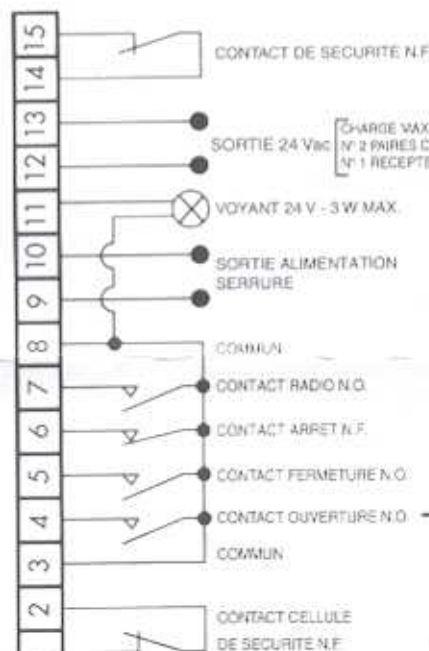 15
CONTACT DE SECURITE N.F
14
13
CHARGE MAX
SORTIE 24 Vac
N° 2 PAIRES
12
N° 1
11
VOYANT 24 V - 3 W MAX.
10
SORTIE ALIMENTATION
SERRURE
9
8
COMMUN
7
CONTACT RADIO N.O.
6
CONTACT ARRET N.F.
5
CONTACT FERMETURE N.O.
4
CONTACT OUVERTURE N.O.
3
COMMUN
2
CONTACT CELLULE
DE SECURITE N.F.